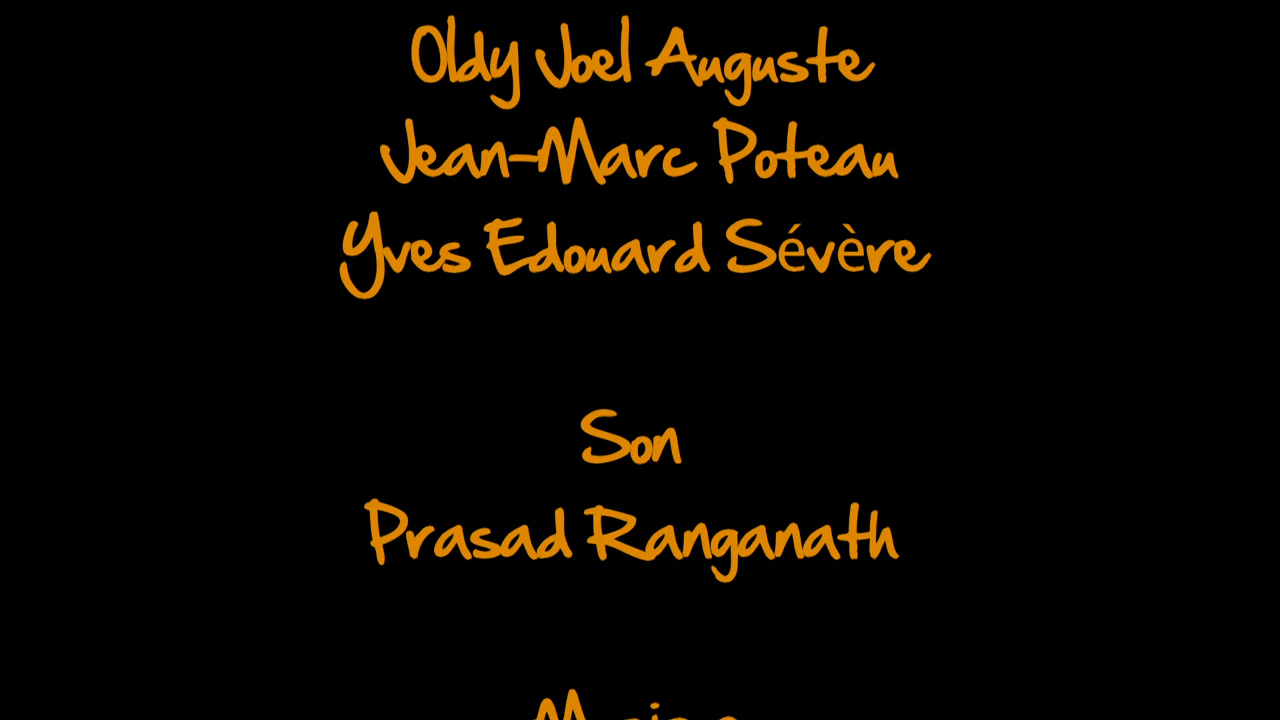 Oldy Joel Auguste
Jean-Marc Poteau
Yves Edouard Sévère
Son
Prasad Ranganath